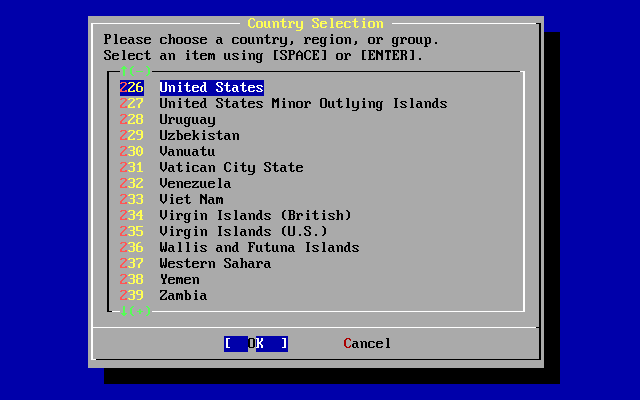 Country Selection
Please choose a country, region, or group.
Select an item using [SPACE] or [ENTER].
↑(-)
226 United States
227 United States Minor Outlying Islands
228 Uruguay
229 Uzbekistan
230 Vanuatu
231 Vatican City State
232 Venezuela
233 Viet Nam
234 Virgin Islands (British)
235 Virgin Islands (U.S.)
236 Wallis and Futuna Islands
237 Western Sahara
238 Yemen
239 Zambia
↓(+)
[ OK ] Cancel